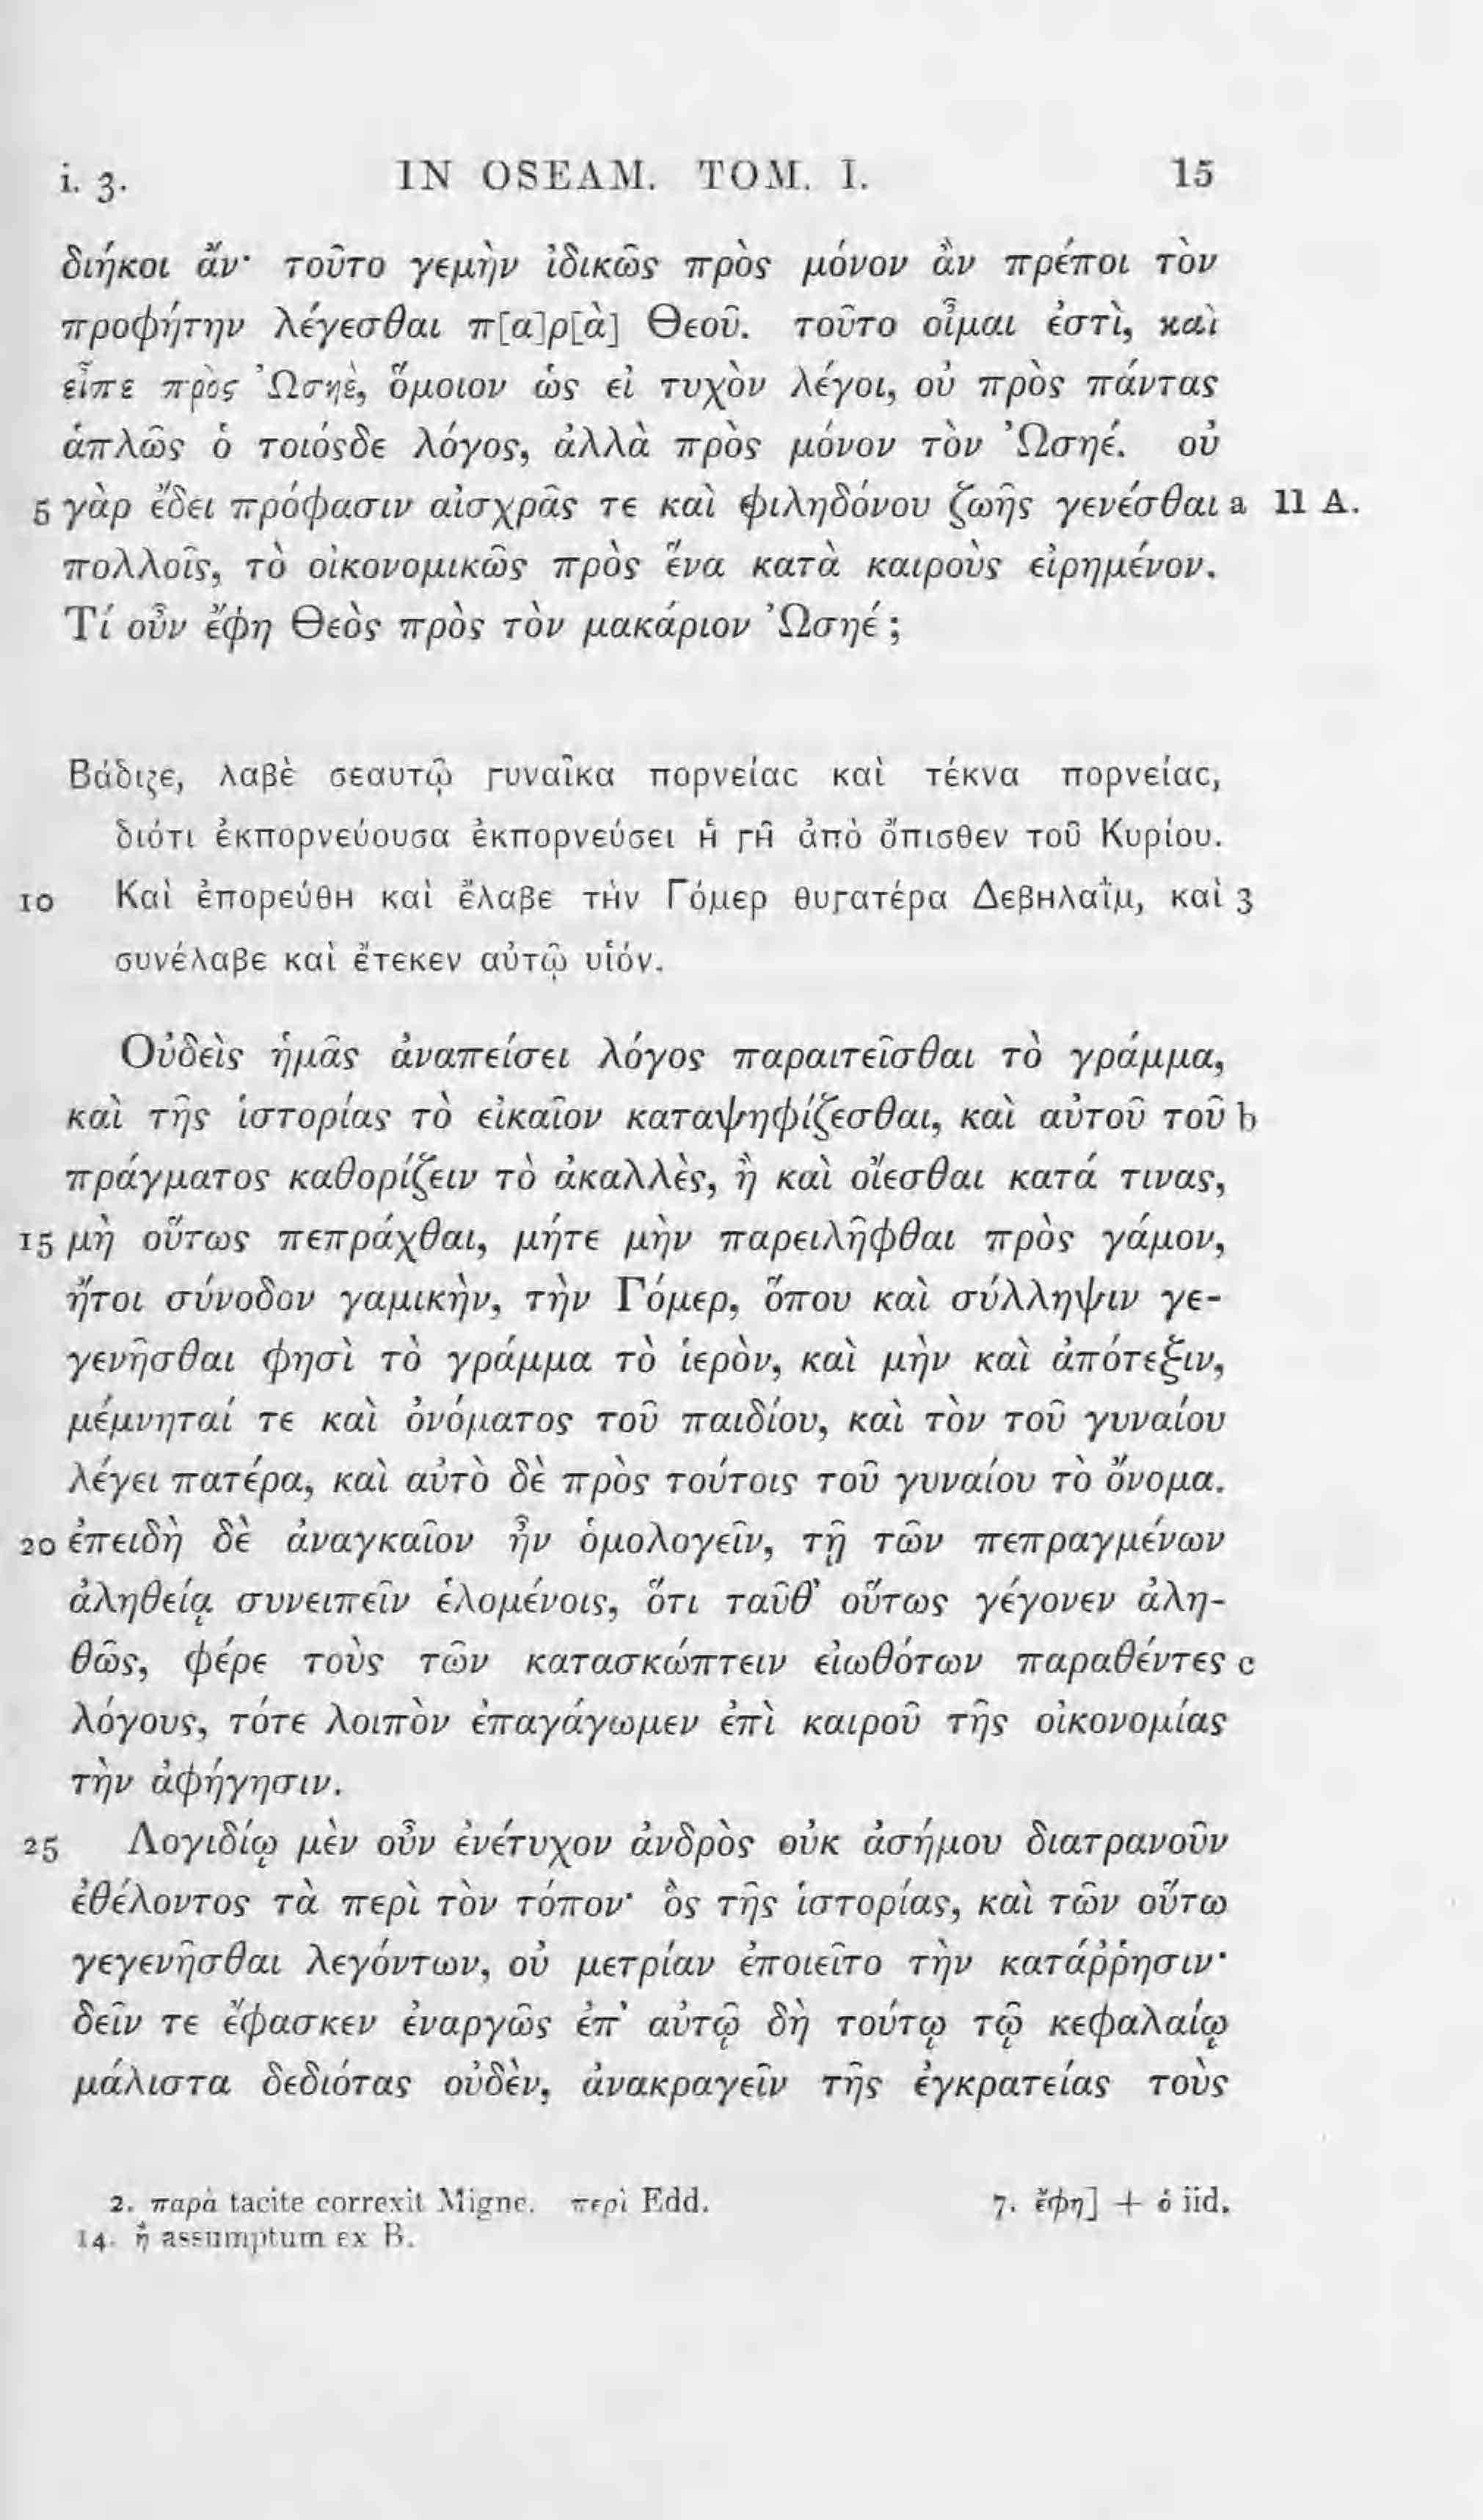 i. 3. IN OSEAM. TOM. I. 15
διήκοι ἄν· τοῦτο γεμὴν ἰδικῶς πρὸς μόνον ἂν πρέποι τὸν
προφήτην λέγεσθαι π[α]ρ[ὰ] Θεοῦ. τοῦτο οἶμαι ἐστὶ, καὶ
εἶπε πρὸς Ὠσηὲ, ὅμοιον ὡς εἰ τυχὸν λέγοι, οὐ πρὸς πάντας
ἁπλῶς ὁ τοιόςδε λόγος, ἀλλὰ πρὸς μόνον τὸν Ὠσηέ. οὐ
5 γὰρ ἔδει πρόφασιν αἰσχρᾶς τε καὶ φιληδόνου ζωῆς γενέσθαι a 11 A.
πολλοῖς, τὸ οἰκονομικῶς πρὸς ἕνα κατὰ καιροὺς εἰρημένον.
Τί οὖν ἔφη Θεὸς πρὸς τὸν μακάριον Ὠσηέ;
Βάδιζε, λαβὲ σεαυτῷ γυναῖκα πορνείας καὶ τέκνα πορνείας,
διότι ἐκπορνεύουσα ἐκπορνεύσει ἡ γῆ ἀπὸ ὄπισθεν τοῦ Κυρίου.
10 Καὶ ἐπορεύθη καὶ ἔλαβε τὴν Γόμερ θυγατέρα Δεβηλαΐμ, καὶ 3
συνέλαβε καὶ ἔτεκεν αὐτῷ υἱόν.
Οὐδεὶς ἡμᾶς ἀναπείσει λόγος παραιτεῖσθαι τὸ γράμμα,
καὶ τῆς ἱστορίας τὸ εἰκαῖον καταψηφίζεσθαι, καὶ αὐτοῦ τοῦ b
πράγματος καθορίζειν τὸ ἀκαλλὲς, ἢ καὶ οἴεσθαι κατά τινας,
15 μὴ οὕτως πεπράχθαι, μήτε μὴν παρειλῆφθαι πρὸς γάμον,
ἤτοι σύνοδον γαμικὴν, τὴν Γόμερ, ὅπου καὶ σύλληψιν γε-
γενῆσθαι φησὶ τὸ γράμμα τὸ ἱερὸν, καὶ μὴν καὶ ἀπότεξιν,
μέμνηταί τε καὶ ὀνόματος τοῦ παιδίου, καὶ τὸν τοῦ γυναίου
λέγει πατέρα, καὶ αὐτὸ δὲ πρὸς τούτοις τοῦ γυναίου τὸ ὄνομα.
20 ἐπειδὴ δὲ ἀναγκαῖον ἦν ὁμολογεῖν, τῇ τῶν πεπραγμένων
ἀληθείᾳ συνειπεῖν ἑλομένοις, ὅτι ταῦθ' οὕτως γέγονεν ἀλη-
θῶς, φέρε τοὺς τῶν κατασκώπτειν εἰωθότων παραθέντες c
λόγους, τότε λοιπὸν ἐπαγάγωμεν ἐπὶ καιροῦ τῆς οἰκονομίας
τὴν ἀφήγησιν.
25 Λογιδίῳ μὲν οὖν ἐνέτυχον ἀνδρὸς οὐκ ἀσήμου διατρανοῦν
ἐθέλοντος τὰ περὶ τὸν τόπον· ὃς τῆς ἱστορίας, καὶ τῶν οὕτω
γεγενῆσθαι λεγόντων, οὐ μετρίαν ἐποιεῖτο τὴν κατάῤῥησιν·
δεῖν τε ἔφασκεν ἐναργῶς ἐπ' αὐτῷ δὴ τούτῳ τῷ κεφαλαίῳ
μάλιστα δεδιότας οὐδὲν, ἀνακραγεῖν τῆς ἐγκρατείας τοὺς
2. παρὰ tacite correxit Migne. περὶ Edd. 7. ἔφη] + ὁ iid.
14. ἢ assumptum ex B.